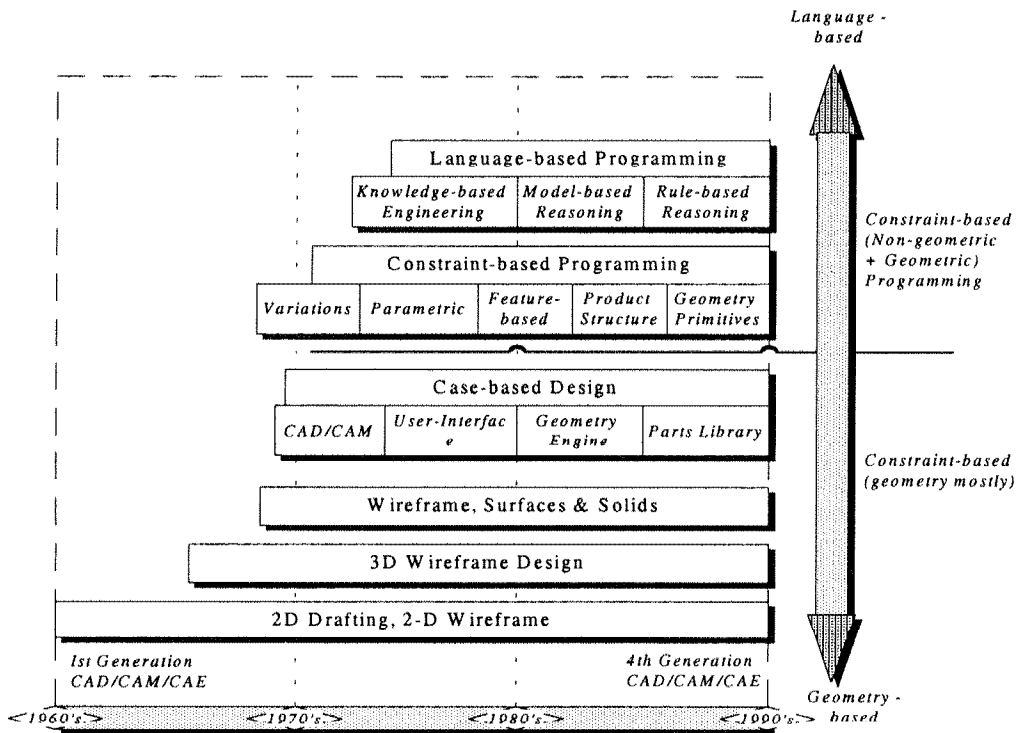 Language -
based
Language-based Programming
Knowledge-based
Engineering
Model-based
Reasoning
Rule-based
Reasoning
Constraint-based
(Non-geometric
+ Geometric)
Programming
Constraint-based Programming
Variations
Parametric
Feature-
based
Product
Structure
Geometry
Primitives
Case-based Design
CAD/CAM
User-Interfac
e
Geometry
Engine
Parts Library
Constraint-based
(geometry mostly)
Wireframe, Surfaces & Solids
3D Wireframe Design
2D Drafting, 2-D Wireframe
1st Generation
CAD/CAM/CAE
4th Generation
CAD/CAM/CAE
Geometry -
based
<1960's>
<1970's>
<1980's>
<1990's>